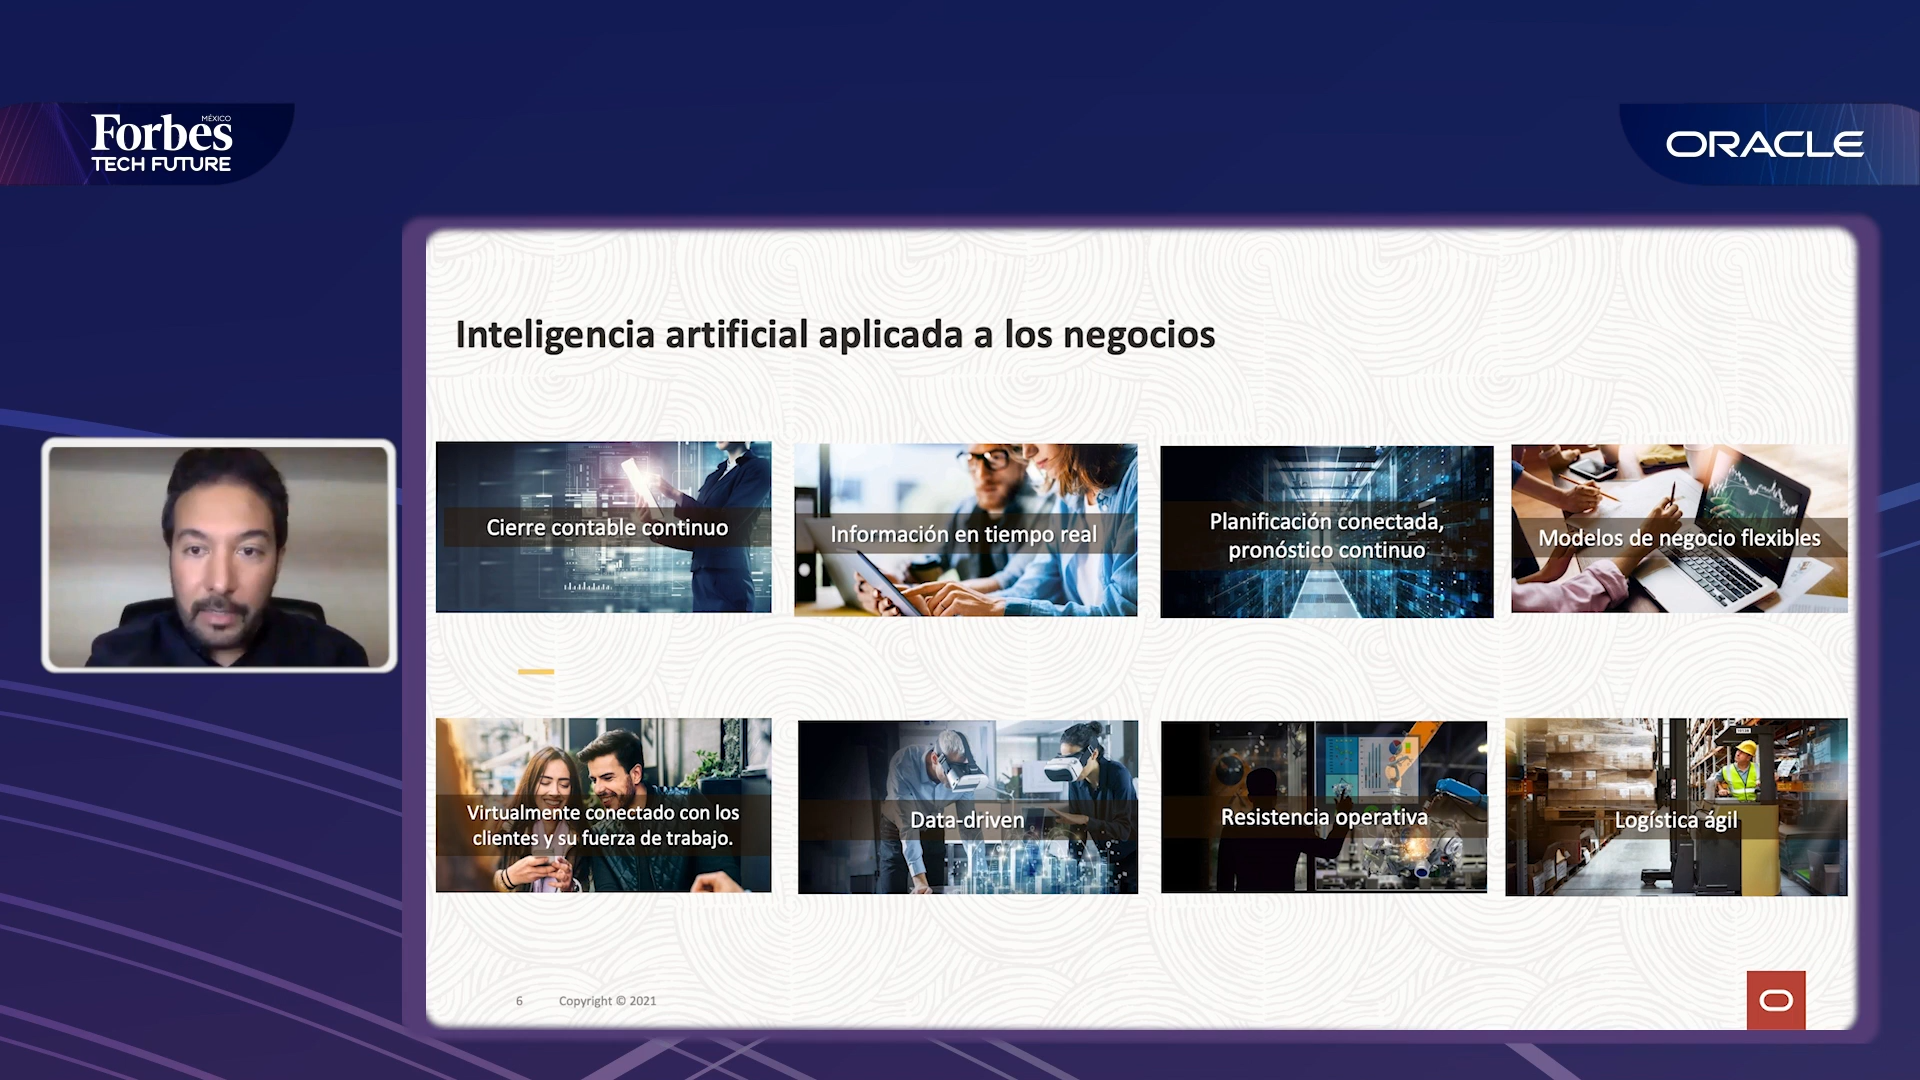 Forbes
MÉXICO
TECH FUTURE
ORACLE
Inteligencia artificial aplicada a los negocios
Cierre contable continuo
Información en tiempo real
Planificación conectada,
pronóstico continuo
Modelos de negocio flexibles
Virtualmente conectado con los
clientes y su fuerza de trabajo.
Data-driven
Resistencia operativa
Logística ágil
6
Copyright © 2021